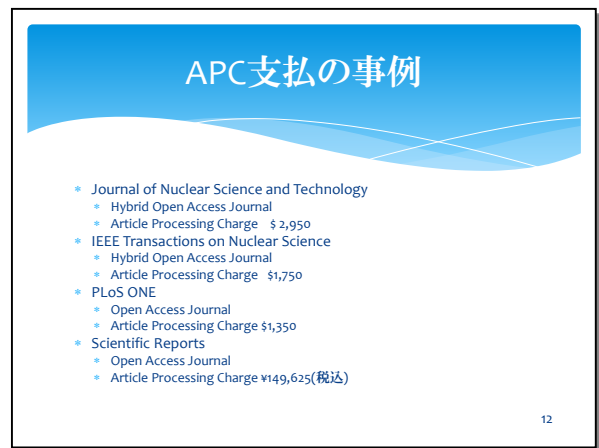 APC支払の事例
* Journal of Nuclear Science and Technology
* Hybrid Open Access Journal
* Article Processing Charge $ 2,950
* IEEE Transactions on Nuclear Science
* Hybrid Open Access Journal
* Article Processing Charge $1,750
* PLoS ONE
* Open Access Journal
* Article Processing Charge $1,350
* Scientific Reports
* Open Access Journal
* Article Processing Charge ¥149,625(税込)
12